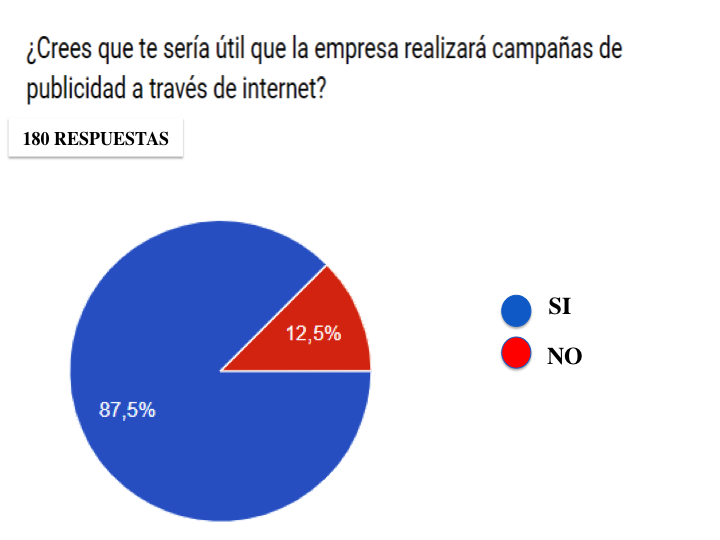 ¿Crees que te sería útil que la empresa realizará campañas de
publicidad a través de internet?
180 RESPUESTAS
12,5%
87,5%
SI
NO